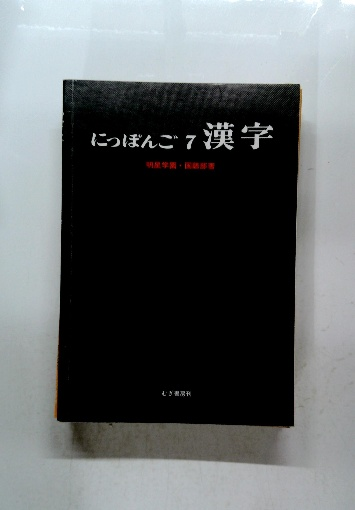 にっぽんご 7 漢字
明星学園・国語部著
むぎ書房刊